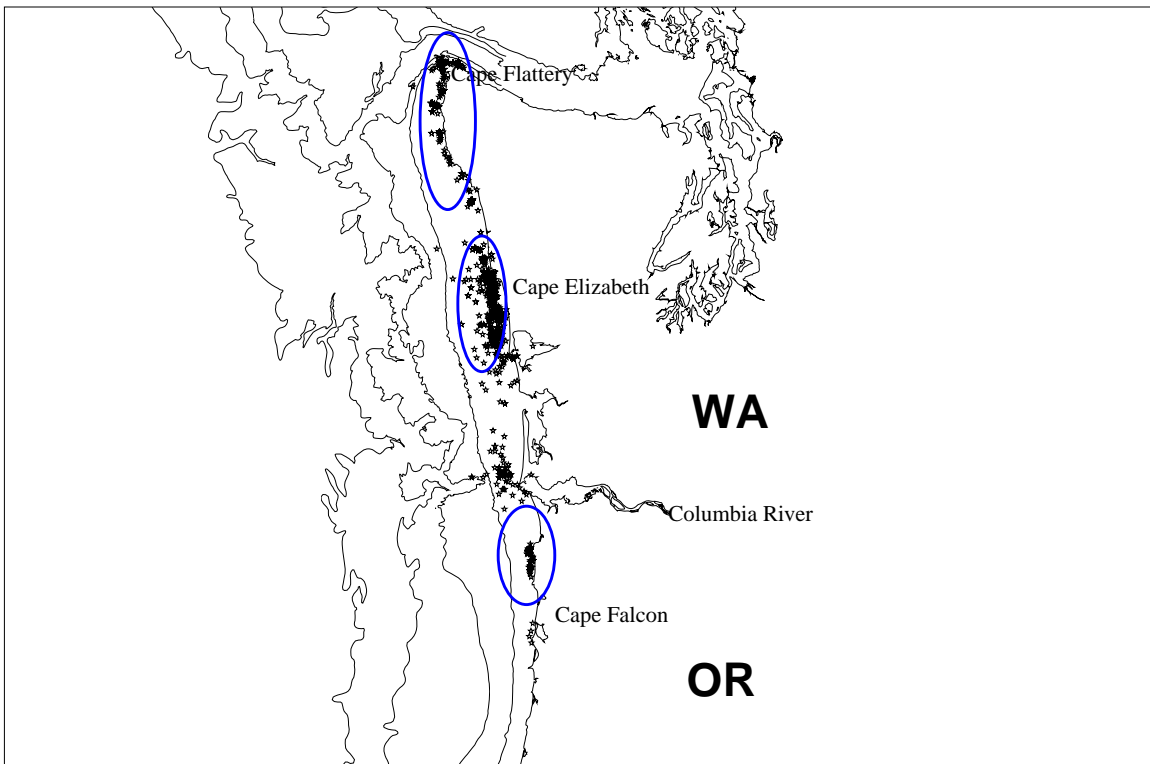 Cape Flattery
Cape Elizabeth
WA
Columbia River
Cape Falcon
OR